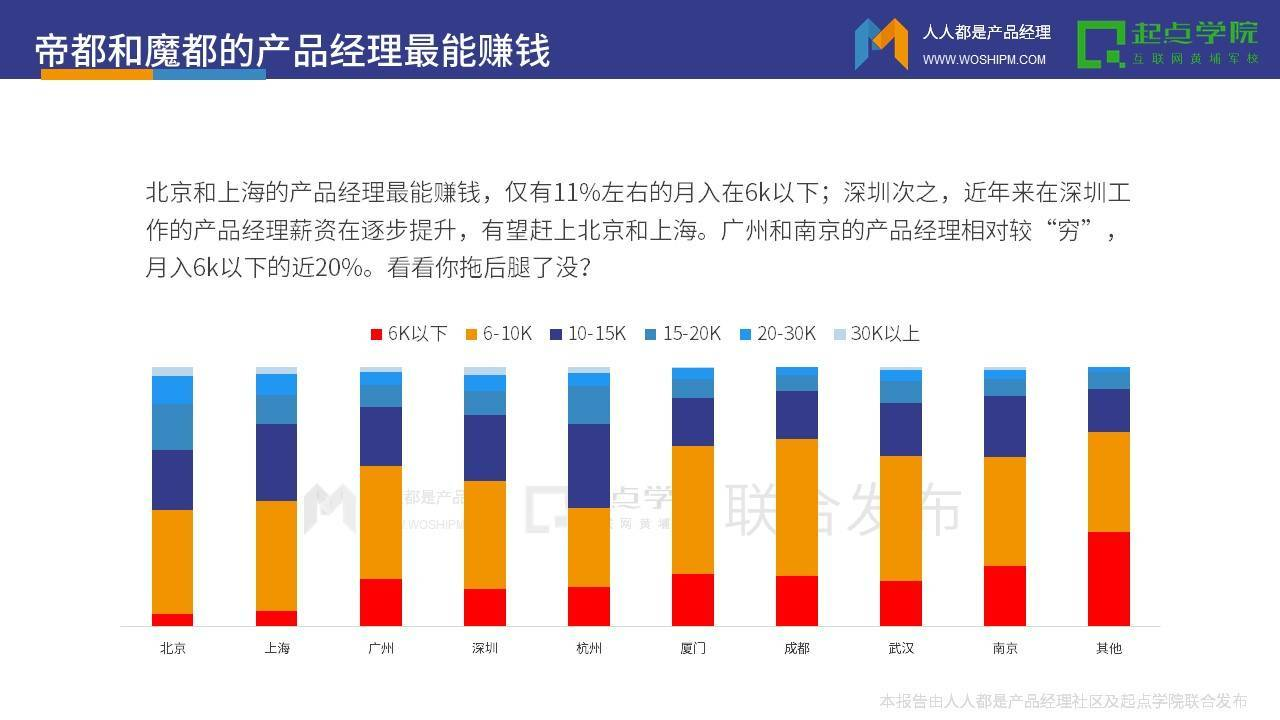 帝都和魔都的产品经理最能赚钱
人人都是产品经理
WWW.WOSHIPM.COM
起点学院
互联网黄埔军校
北京和上海的产品经理最能赚钱，仅有11%左右的月入在6k以下；深圳次之，近年来在深圳工
作的产品经理薪资在逐步提升，有望赶上北京和上海。广州和南京的产品经理相对较“穷”，
月入6k以下的近20%。看看你拖后腿了没？
6K以下 6-10K 10-15K 15-20K 20-30K 30K以上
都是产品
W.WOSHIPM
点学
网黄埔
联合发布
北京 上海 广州 深圳 杭州 厦门 成都 武汉 南京 其他
本报告由人人都是产品经理社区及起点学院联合发布